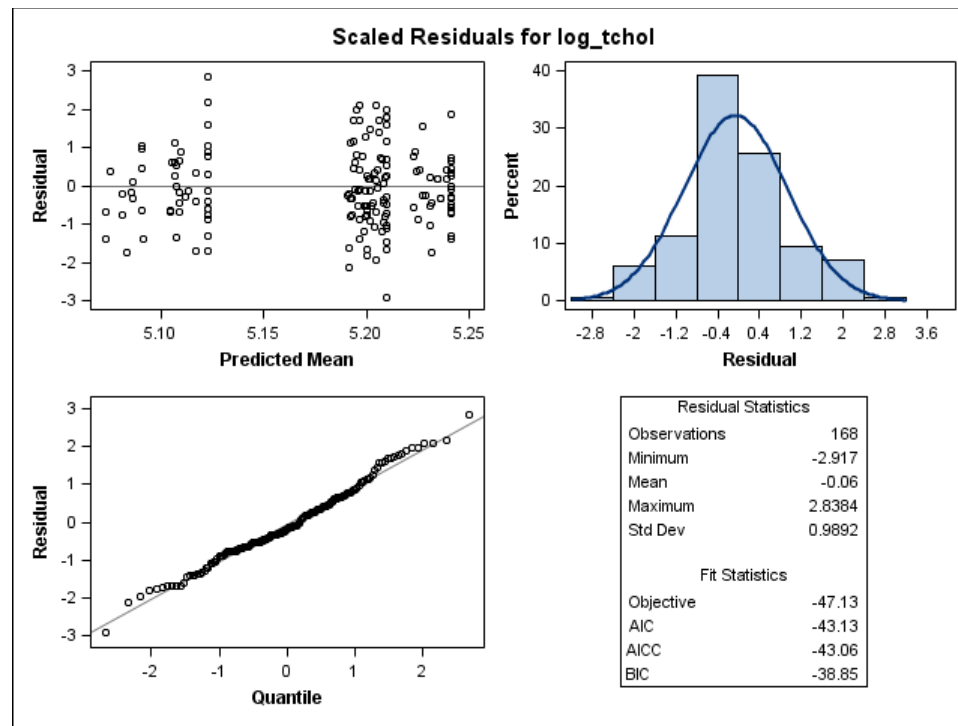 Scaled Residuals for log_tchol
3
2
1
0
-1
-2
-3
Residual
5.10 5.15 5.20 5.25
Predicted Mean
40
30
20
10
0
Percent
-2.8 -2 -1.2 -0.4 0.4 1.2 2 2.8 3.6
Residual
3
2
1
0
-1
-2
-3
Residual
-2 -1 0 1 2
Quantile
Residual Statistics
Observations 168
Minimum -2.917
Mean -0.06
Maximum 2.8384
Std Dev 0.9892
Fit Statistics
Objective -47.13
AIC -43.13
AICC -43.06
BIC -38.85